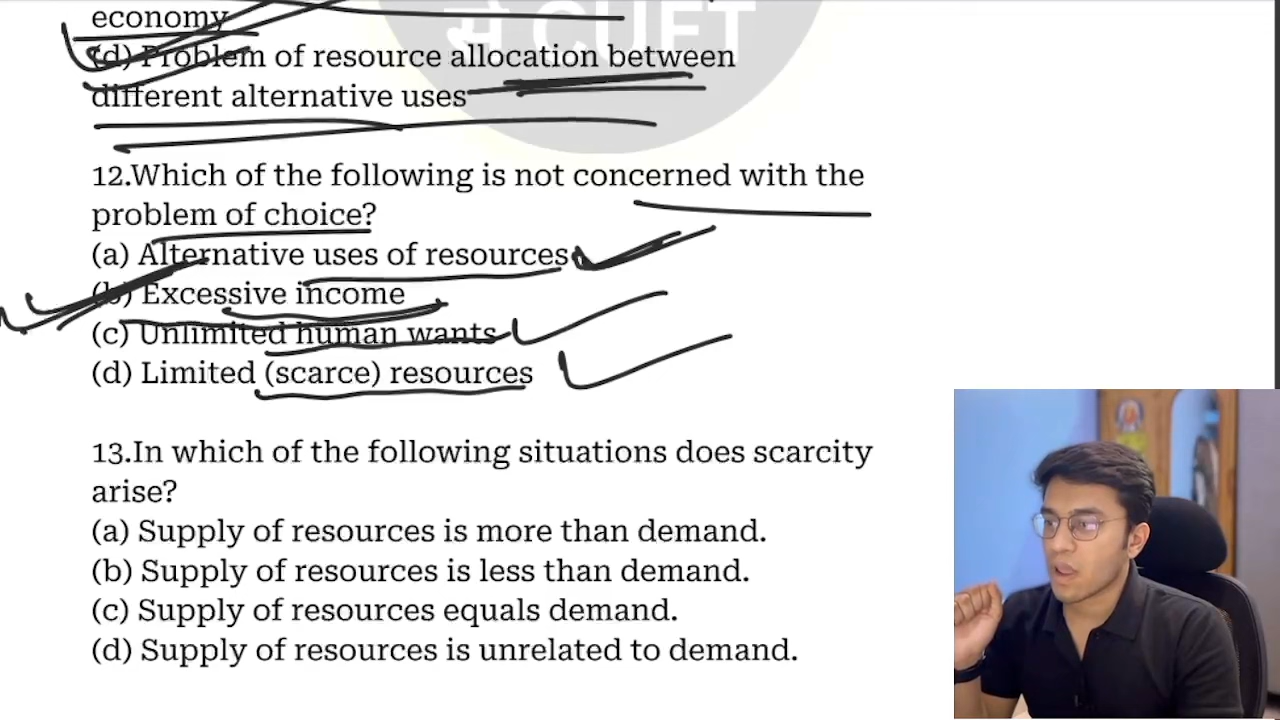 economy
से CUET
(d) Problem of resource allocation between
different alternative uses
12.Which of the following is not concerned with the
problem of choice?
(a) Alternative uses of resources
(b) Excessive income
(c) Unlimited human wants
(d) Limited (scarce) resources
13.In which of the following situations does scarcity
arise?
(a) Supply of resources is more than demand.
(b) Supply of resources is less than demand.
(c) Supply of resources equals demand.
(d) Supply of resources is unrelated to demand.